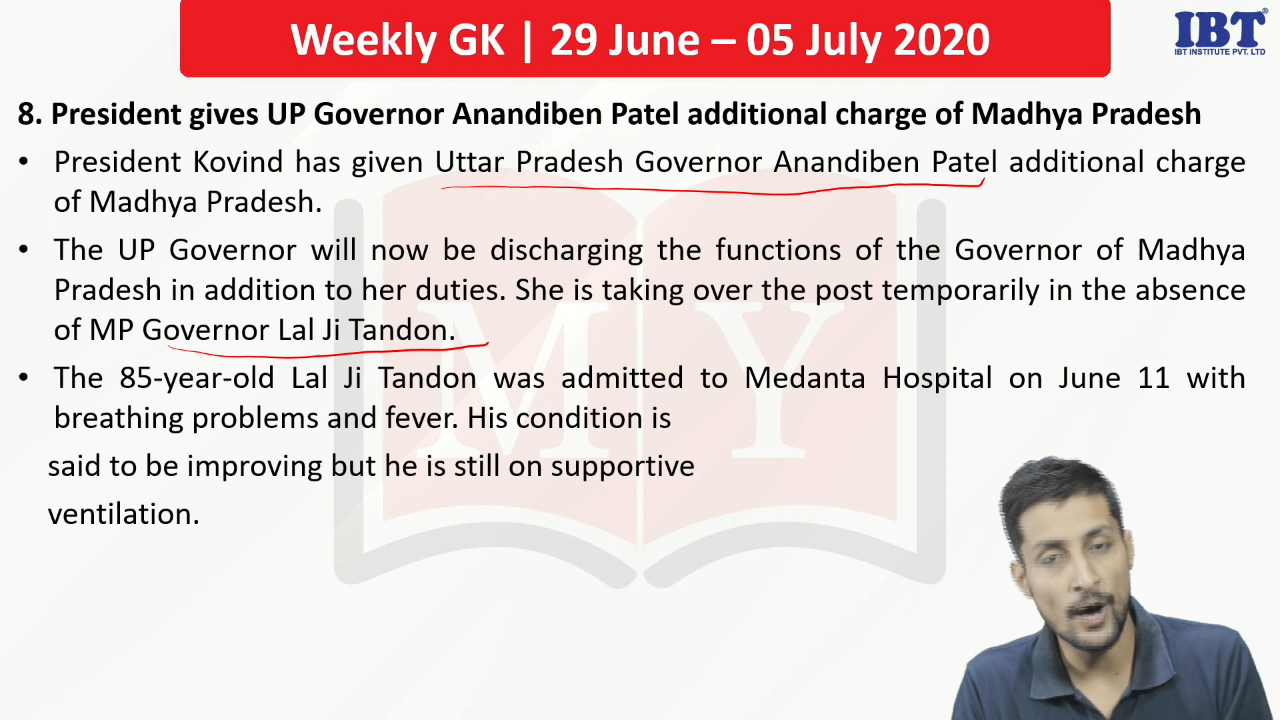 Weekly GK | 29 June – 05 July 2020
IBT®
IBT INSTITUTE PVT. LTD
8. President gives UP Governor Anandiben Patel additional charge of Madhya Pradesh
• President Kovind has given Uttar Pradesh Governor Anandiben Patel additional charge
of Madhya Pradesh.
• The UP Governor will now be discharging the functions of the Governor of Madhya
Pradesh in addition to her duties. She is taking over the post temporarily in the absence
of MP Governor Lal Ji Tandon.
• The 85-year-old Lal Ji Tandon was admitted to Medanta Hospital on June 11 with
breathing problems and fever. His condition is
said to be improving but he is still on supportive
ventilation.
M Y